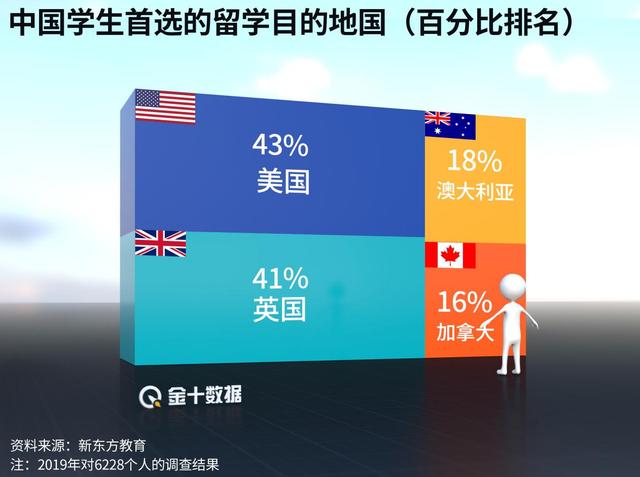 中国学生首选的留学目的地国（百分比排名）
43%
美国
18%
澳大利亚
41%
英国
16%
加拿大
金十数据
资料来源：新东方教育
注：2019年对6228个人的调查结果